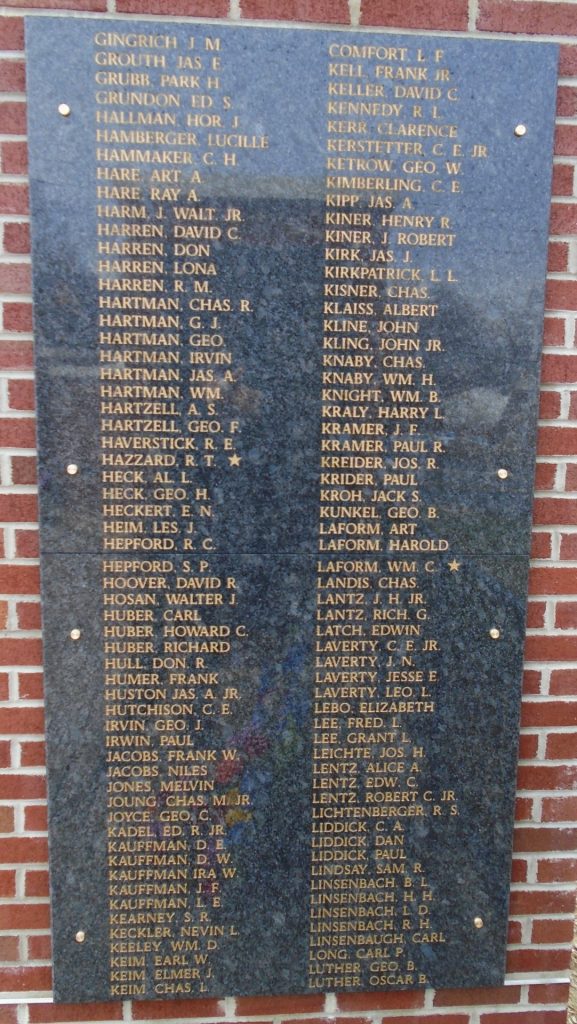 GINGRICH J. M.
GROUTH JAS. E.
GRUBB, PARK H.
GRUNDON ED S.
HALLMAN, HOR. J.
HAMBERGER, LUCILLE
HAMMAKER, C. H.
HARE, ART. A.
HARE, RAY A.
HARM, J. WALT. JR.
HARREN, DAVID C.
HARREN, DON
HARREN, LONA
HARREN, R. M.
HARTMAN, CHAS. R.
HARTMAN, G. J.
HARTMAN, GEO.
HARTMAN, IRVIN
HARTMAN, JAS. A.
HARTMAN, WM.
HARTZELL, A. S.
HARTZELL, GEO. F.
HAVERSTICK, R. E.
HAZZARD, R. T. ★
HECK, AL L.
HECK, GEO. H.
HECKERT, E. N.
HEIM, LES. J.
HEPFORD, R. C.
HEPFORD, S. P.
HOOVER, DAVID R.
HOSAN, WALTER J.
HUBER, CARL
HUBER, HOWARD C.
HUBER, RICHARD
HULL, DON. R.
HUMER, FRANK
HUSTON JAS. A. JR.
HUTCHISON, C. E.
IRVIN, GEO. J.
IRWIN, PAUL
JACOBS, FRANK W.
JACOBS, NILES
JONES, MELVIN
JOUNG, CHAS. M. JR.
JOYCE, GEO. C.
KADEL, ED. R. JR.
KAUFFMAN, D. E.
KAUFFMAN, D. W.
KAUFFMAN IRA W.
KAUFFMAN, J. F.
KAUFFMAN, L. E.
KEARNEY, S. R.
KECKLER, NEVIN L.
KEELEY, WM. D.
KEIM, EARL W.
KEIM, ELMER J.
KEIM, CHAS. L.
COMFORT, L. F.
KELL, FRANK JR.
KELLER, DAVID C.
KENNEDY, R. L.
KERR, CLARENCE
KERSTETTER, C. E. JR.
KETROW, GEO. W.
KIMBERLING, C. E.
KIPP, JAS. A.
KINER, HENRY R.
KINER, J. ROBERT
KIRK, JAS. J.
KIRKPATRICK, L. L.
KISNER, CHAS.
KLAISS, ALBERT
KLINE, JOHN
KLING, JOHN JR.
KNABY, CHAS.
KNABY, WM. H.
KNIGHT, WM. B.
KRALY, HARRY L.
KRAMER, J. F.
KRAMER, PAUL R.
KREIDER, JOS. R.
KRIDER, PAUL
KROH, JACK S.
KUNKEL, GEO. B.
LAFORM, ART
LAFORM, HAROLD
LAFORM, WM. C. ★
LANDIS, CHAS.
LANTZ, J. H. JR.
LANTZ, RICH. G.
LATCH, EDWIN
LAVERTY, C. E. JR.
LAVERTY, J. N.
LAVERTY, JESSE E.
LAVERTY, LEO. L.
LEBO, ELIZABETH
LEE, FRED. L.
LEE, GRANT L.
LEICHTE, JOS. H.
LENTZ, ALICE A.
LENTZ, EDW. C.
LENTZ, ROBERT C. JR.
LICHTENBERGER, R. S.
LIDDICK, C. A.
LIDDICK, DAN
LIDDICK, PAUL
LINDSAY, SAM. R.
LINSENBACH, B. L.
LINSENBACH, H. H.
LINSENBACH, L. D.
LINSENBACH, R. H.
LINSENBAUGH, CARL
LONG, CARL P.
LUTHER, GEO. B.
LUTHER, OSCAR B.